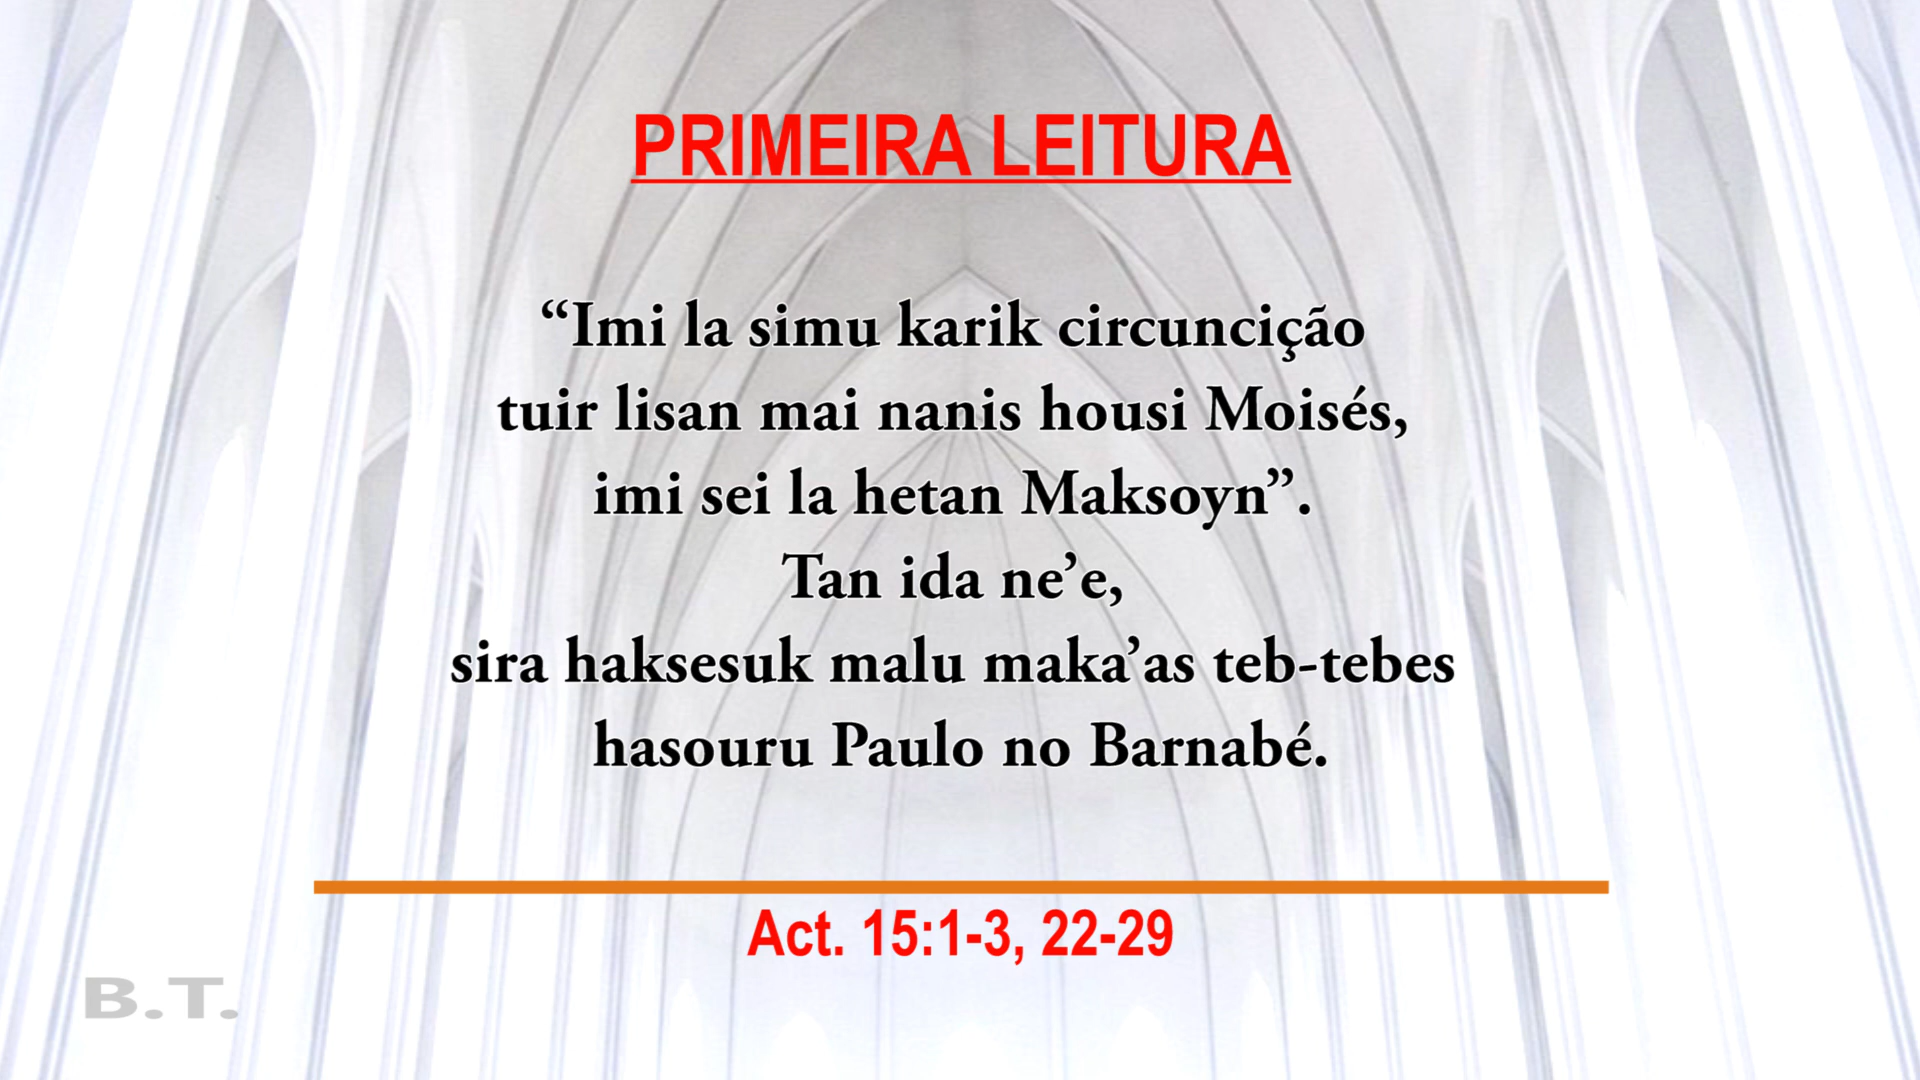 PRIMEIRA LEITURA
“Imi la simu karik circuncição
tuir lisan mai nanis housi Moisés,
imi sei la hetan Maksoyn”.
Tan ida ne’e,
sira haksesuk malu maka’as teb-tebes
hasouru Paulo no Barnabé.
Act. 15:1-3, 22-29
B.T.